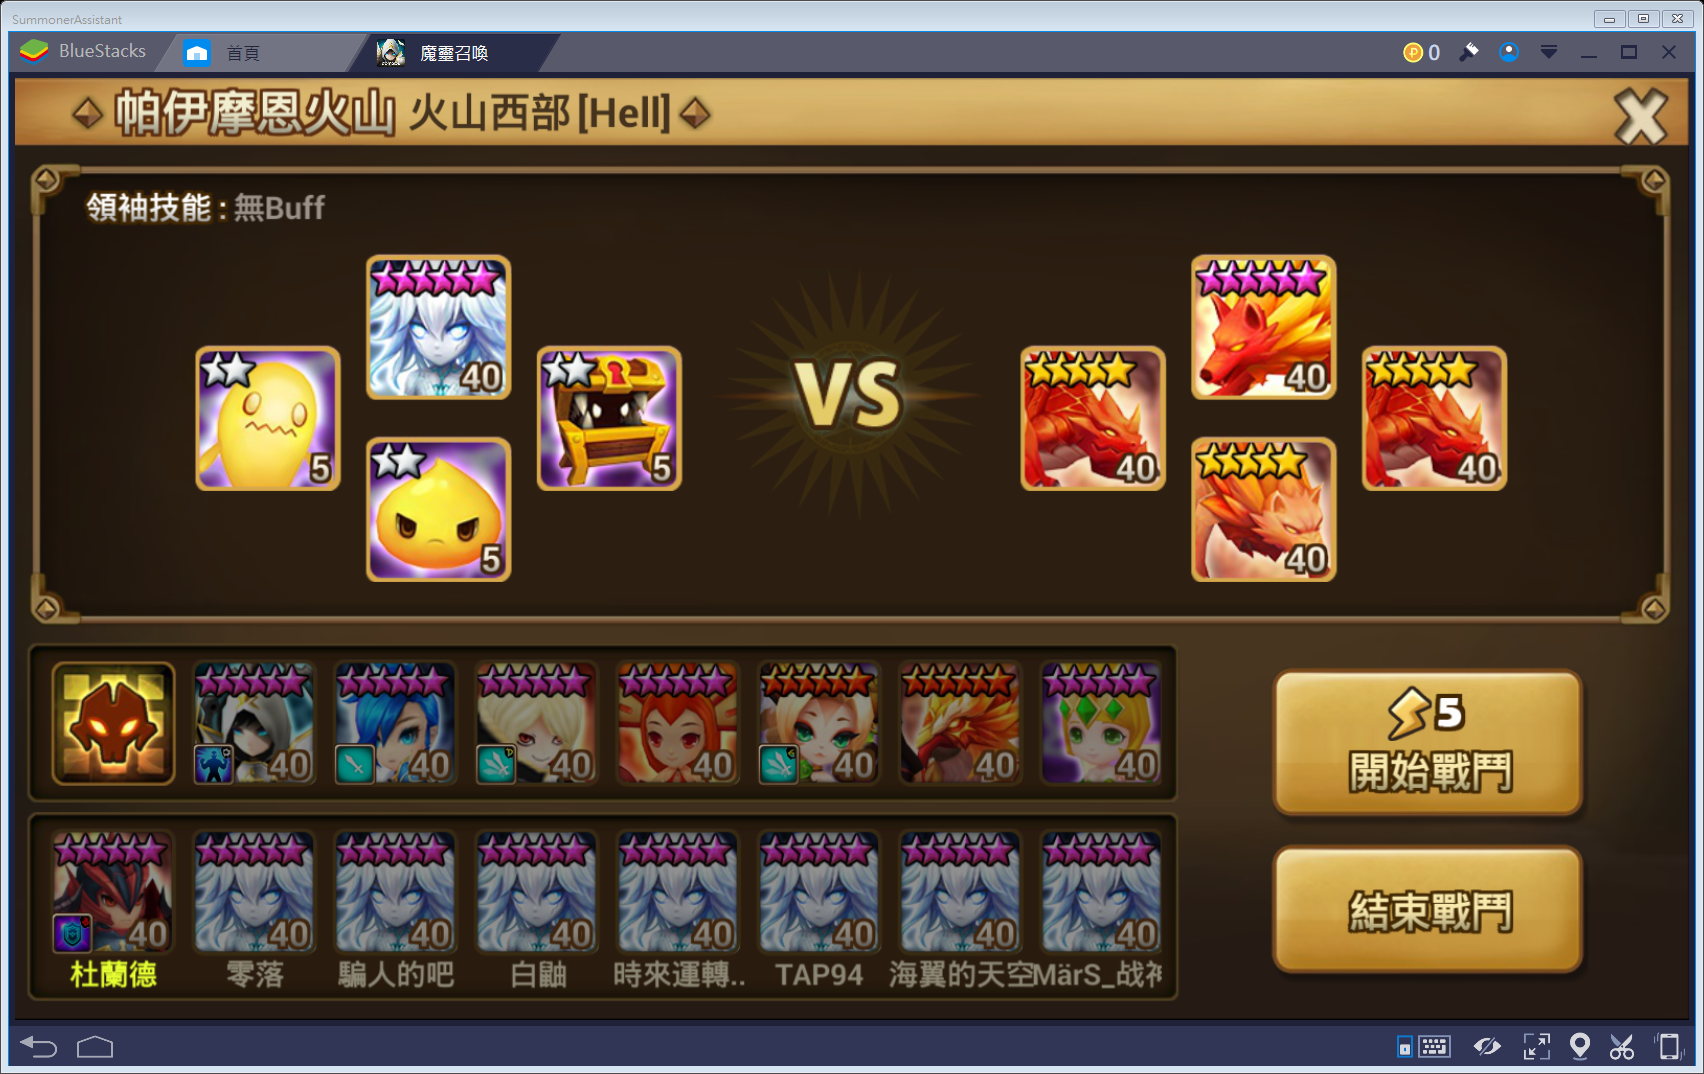 SummonerAssistant
BlueStacks
首頁
魔靈召喚
0
帕伊摩恩火山 火山西部[Hell]
領袖技能 : 無Buff
40
5
5
5
VS
40
40
40
40
40 40 40 40 40 40 40
5
開始戰鬥
40 40 40 40 40 40 40 40
杜蘭德 零落 騙人的吧 白鼬 時來運轉.. TAP94 海翼的天空 MärS_战神
結束戰鬥